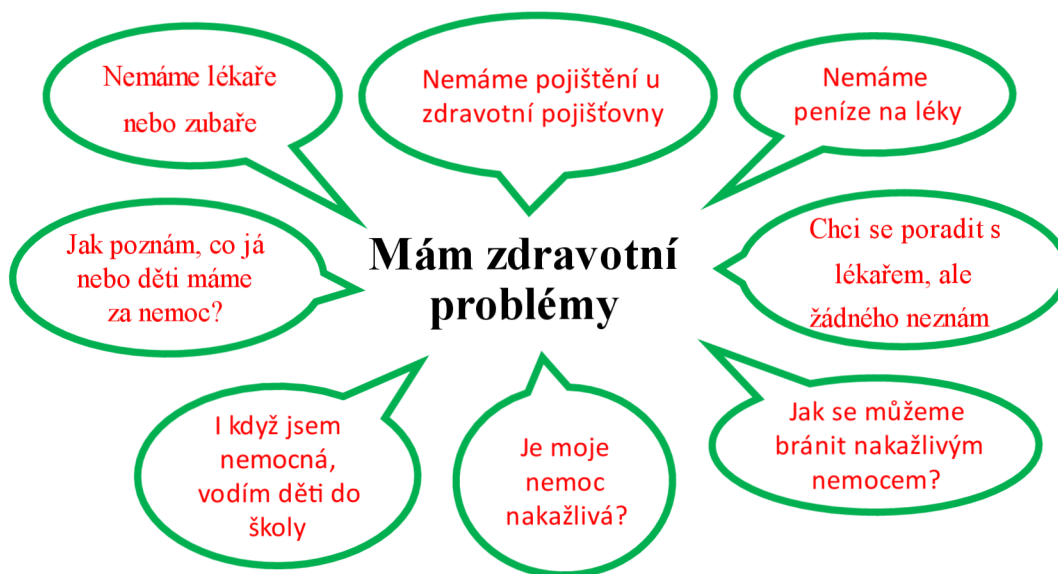 Nemáme lékaře
nebo zubaře
Nemáme pojištění u
zdravotní pojišťovny
Nemáme
peníze na léky
Jak poznám, co já
nebo děti máme
za nemoc?
Mám zdravotní
problémy
Chci se poradit s
lékařem, ale
žádného neznám
I když jsem
nemocná,
vodím děti do
školy
Je moje
nemoc
nakažlivá?
Jak se můžeme
bránit nakažlivým
nemocem?